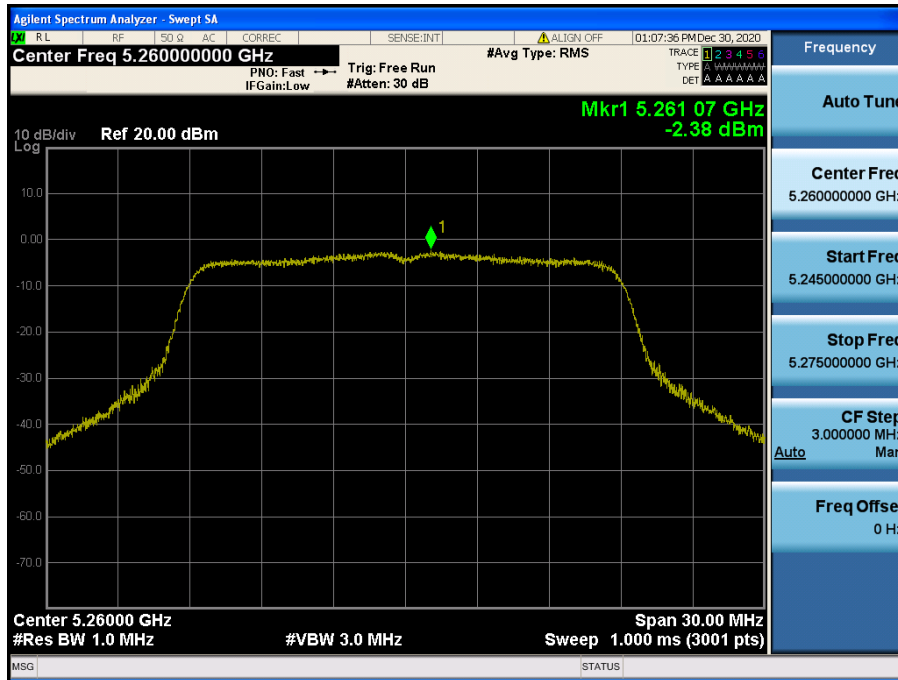 Agilent Spectrum Analyzer - Swept SA
LXI RL RF 50 Ω AC CORREC SENSE:INT ALIGN OFF 01:07:36 PM Dec 30, 2020
Center Freq 5.260000000 GHz
PNO: Fast
IFGain:Low
Trig: Free Run
#Atten: 30 dB
#Avg Type: RMS
TRACE 1 2 3 4 5 6
TYPE A WWWWW
DET A A A A A A
Mkr1 5.261 07 GHz
-2.38 dBm
10 dB/div Ref 20.00 dBm
Log
10.0
0.00
-10.0
-20.0
-30.0
-40.0
-50.0
-60.0
-70.0
1
Center 5.26000 GHz Span 30.00 MHz
#Res BW 1.0 MHz #VBW 3.0 MHz Sweep 1.000 ms (3001 pts)
MSG STATUS
Frequency
Auto Tun
Center Fre
5.260000000 GH
Start Fre
5.245000000 GH
Stop Fre
5.275000000 GH
CF Step
3.000000 MH
Auto Ma
Freq Offse
0 H